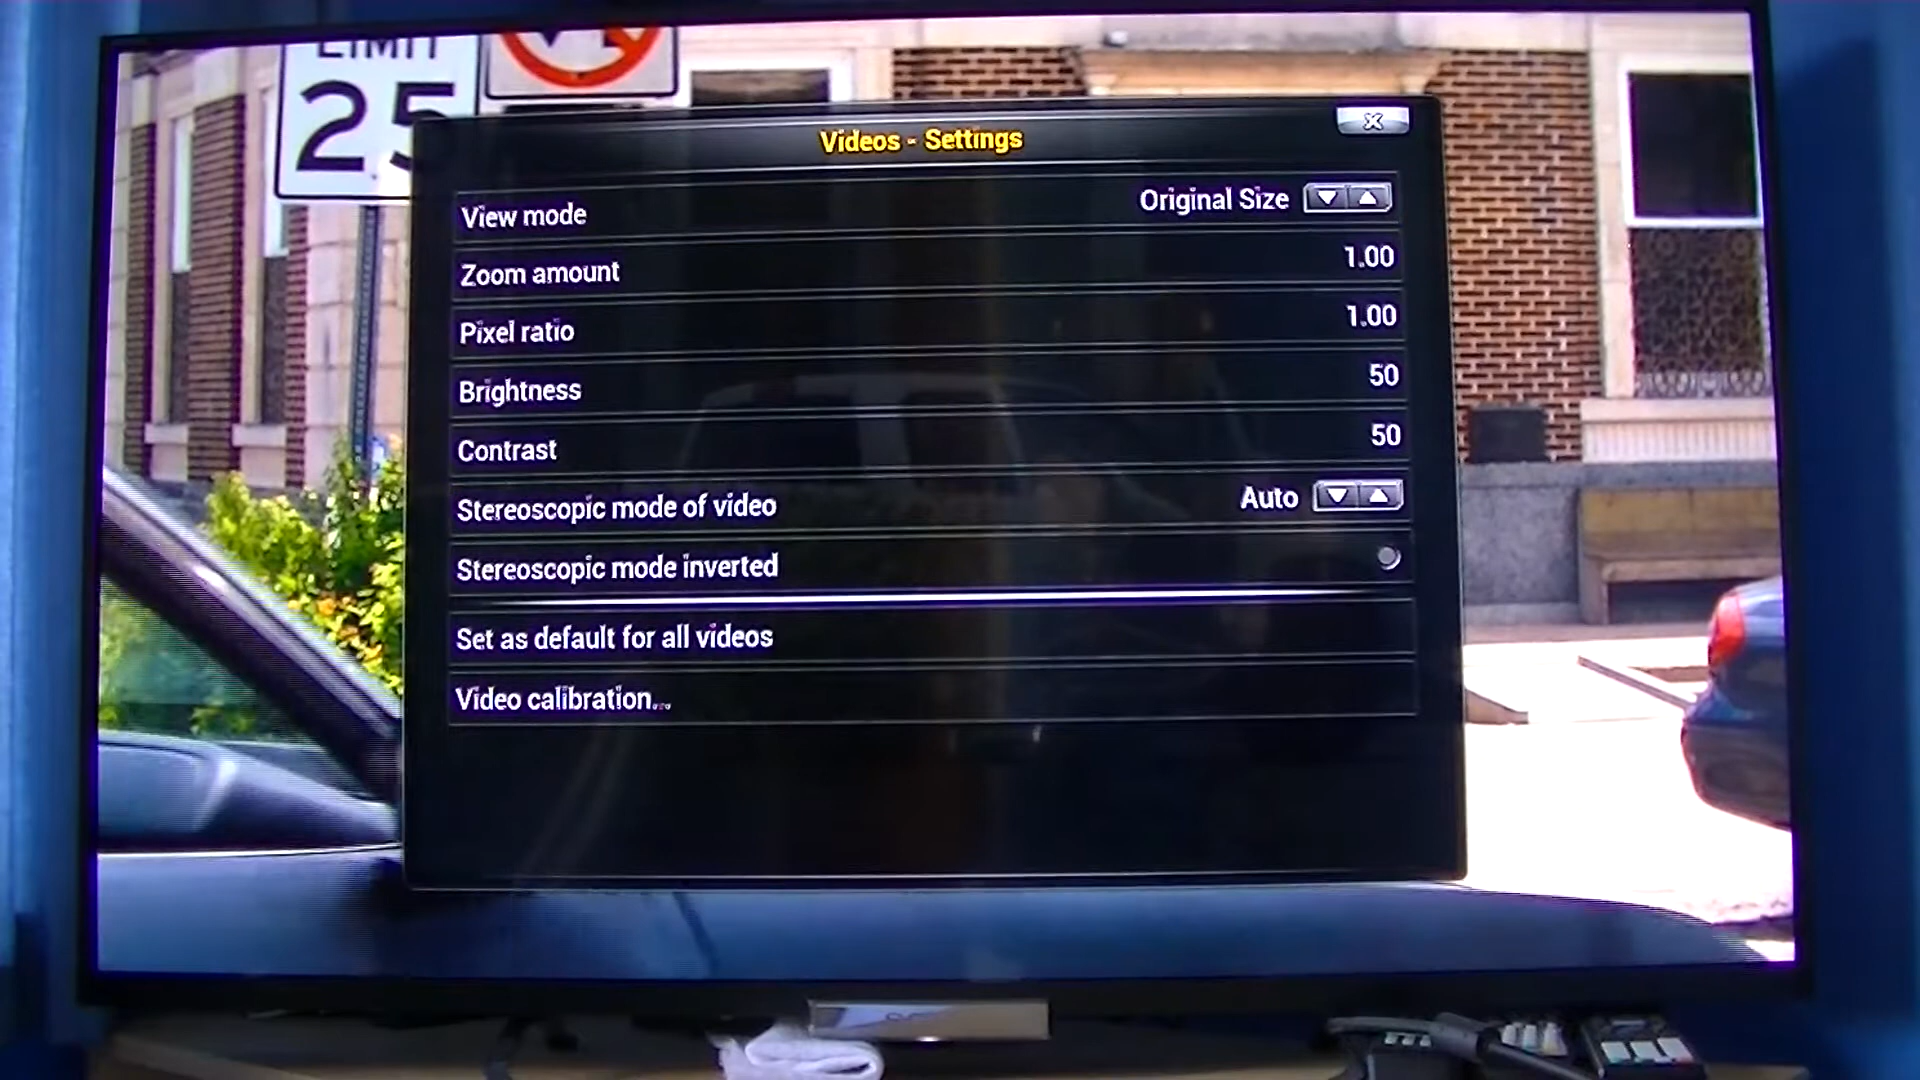 LIMIT
25
Videos - Settings
x
View mode Original Size
Zoom amount 1.00
Pixel ratio 1.00
Brightness 50
Contrast 50
Stereoscopic mode of video Auto
Stereoscopic mode inverted
Set as default for all videos
Video calibration...